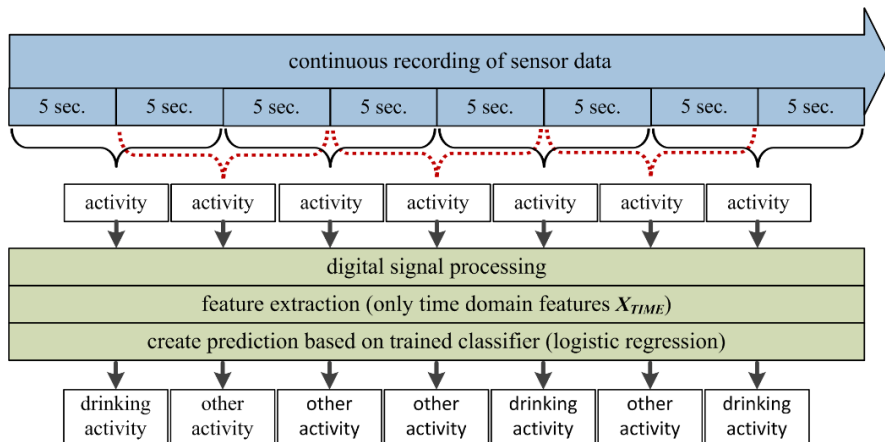 continuous recording of sensor data
5 sec. 5 sec. 5 sec. 5 sec. 5 sec. 5 sec. 5 sec. 5 sec.
activity activity activity activity activity activity activity
digital signal processing
feature extraction (only time domain features X_TIME)
create prediction based on trained classifier (logistic regression)
drinking other other other drinking other drinking
activity activity activity activity activity activity activity